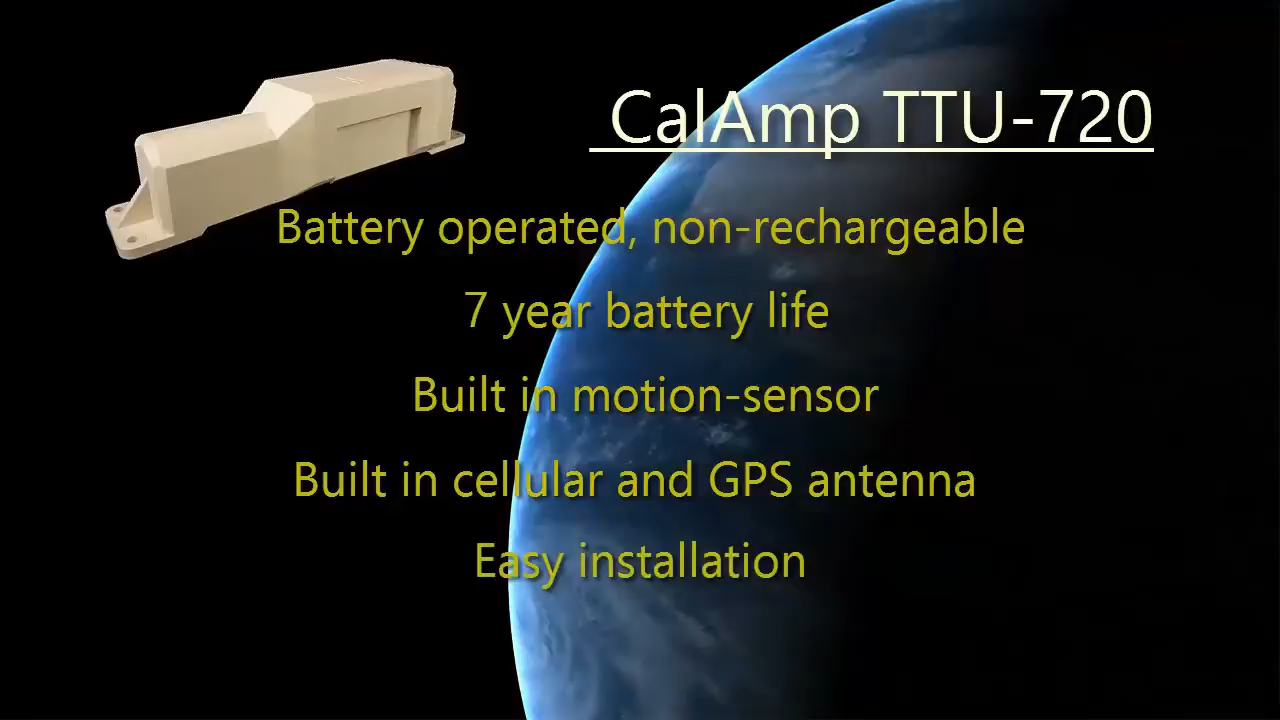 CalAmp TTU-720
Battery operated, non-rechargeable
7 year battery life
Built in motion-sensor
Built in cellular and GPS antenna
Easy installation